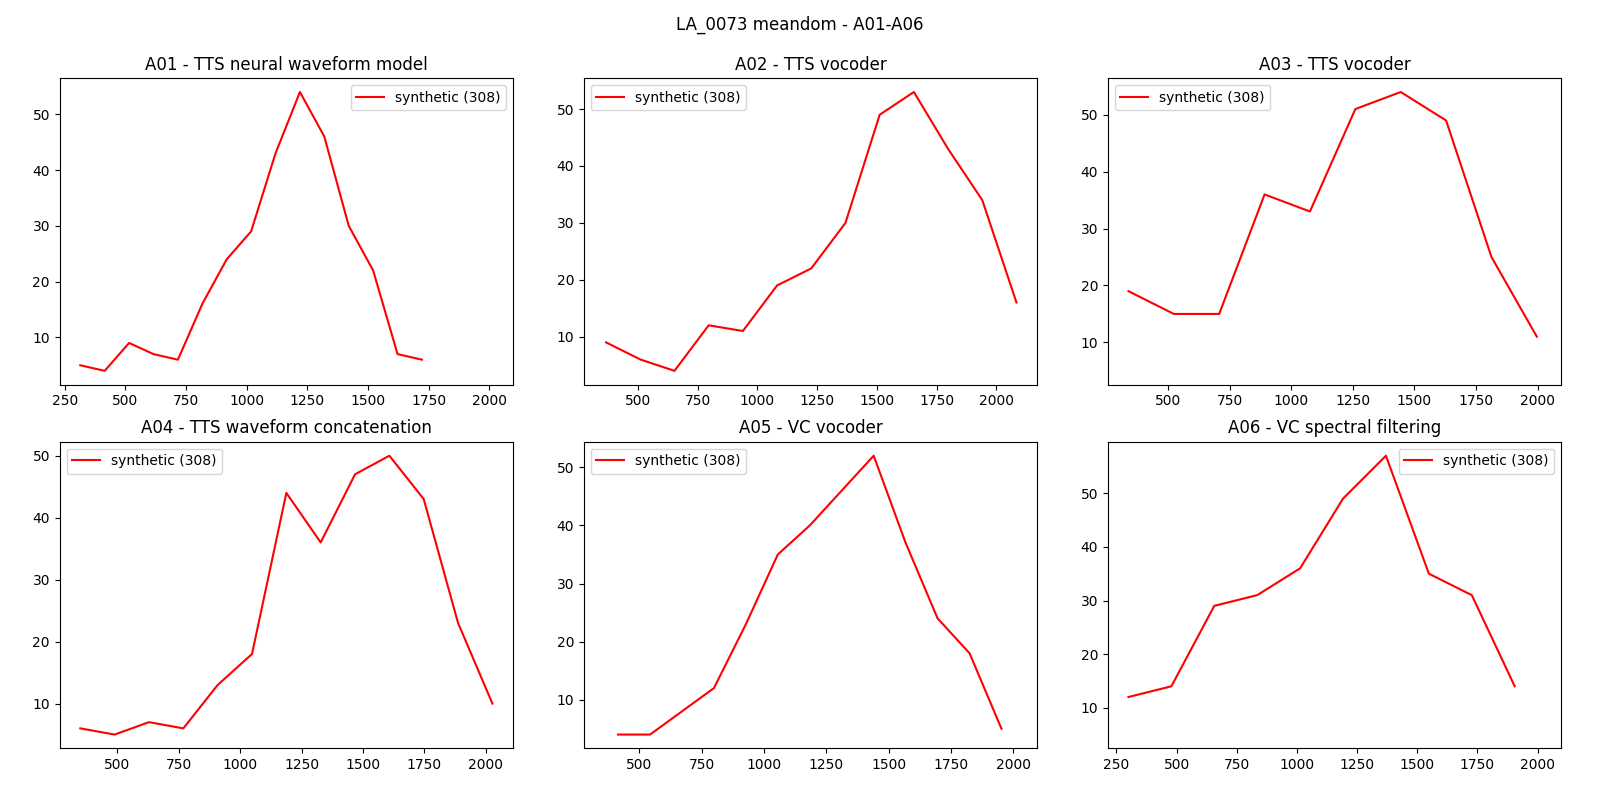 LA_0073 meandom - A01-A06
A01 - TTS neural waveform model
A02 - TTS vocoder
A03 - TTS vocoder
synthetic (308)
synthetic (308)
synthetic (308)
50
40
30
20
10
50
40
30
20
10
50
40
30
20
10
250 500 750 1000 1250 1500 1750 2000
500 750 1000 1250 1500 1750 2000
500 750 1000 1250 1500 1750 2000
A04 - TTS waveform concatenation
A05 - VC vocoder
A06 - VC spectral filtering
synthetic (308)
synthetic (308)
synthetic (308)
50
40
30
20
10
50
40
30
20
10
50
40
30
20
10
500 750 1000 1250 1500 1750 2000
500 750 1000 1250 1500 1750 2000
250 500 750 1000 1250 1500 1750 2000